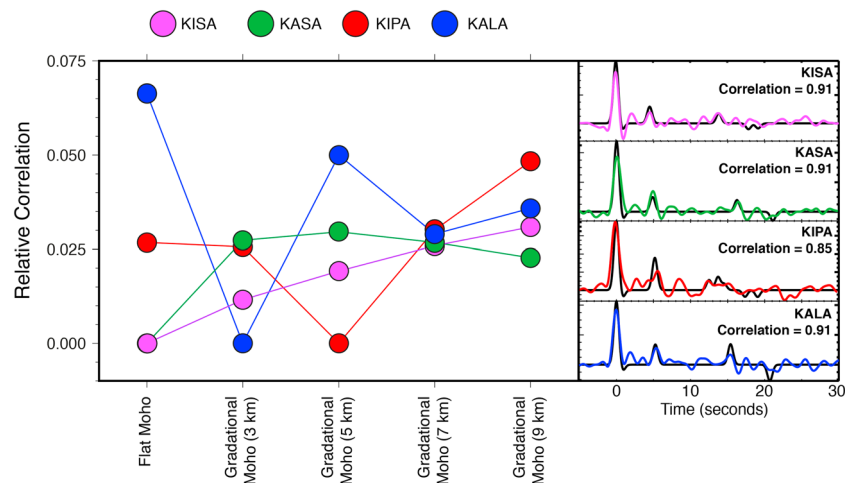 KISA KASA KIPA KALA
Relative Correlation
0.075
0.050
0.025
0.000
Flat Moho
Gradational
Moho (3 km)
Gradational
Moho (5 km)
Gradational
Moho (7 km)
Gradational
Moho (9 km)
KISA
Correlation = 0.91
KASA
Correlation = 0.91
KIPA
Correlation = 0.85
KALA
Correlation = 0.91
0 10 20 30
Time (seconds)